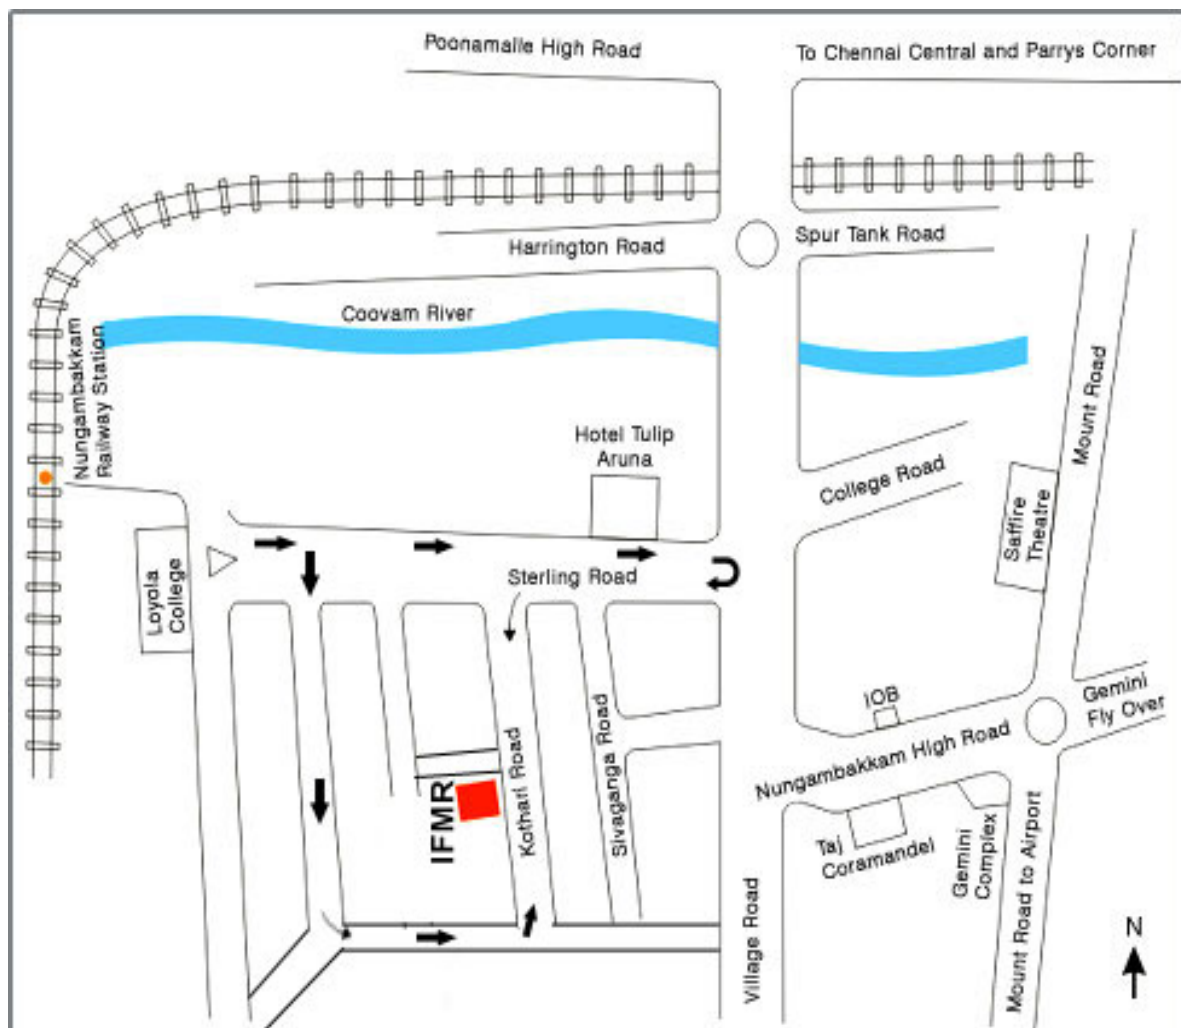 Poonamalle High Road
To Chennai Central and Parrys Corner
Harrington Road
Spur Tank Road
Coovam River
Nungambakkam
Railway Station
Mount Road
Hotel Tulip
Aruna
College Road
Saffire
Theatre
Loyola
College
Sterling Road
IOB
Gemini
Fly Over
Nungambakkam High Road
IFMR
Kothari Road
Sivaganga Road
Taj
Coramandel
Gemini
Complex
Village Road
Mount Road to Airport
N